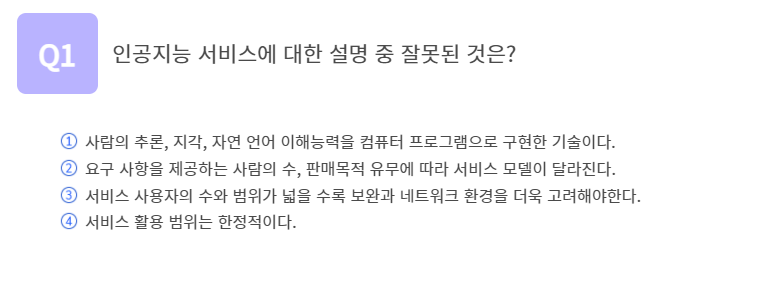 Q1
인공지능 서비스에 대한 설명 중 잘못된 것은?
① 사람의 추론, 지각, 자연 언어 이해능력을 컴퓨터 프로그램으로 구현한 기술이다.
② 요구 사항을 제공하는 사람의 수, 판매목적 유무에 따라 서비스 모델이 달라진다.
③ 서비스 사용자의 수와 범위가 넓을 수록 보완과 네트워크 환경을 더욱 고려해야한다.
④ 서비스 활용 범위는 한정적이다.